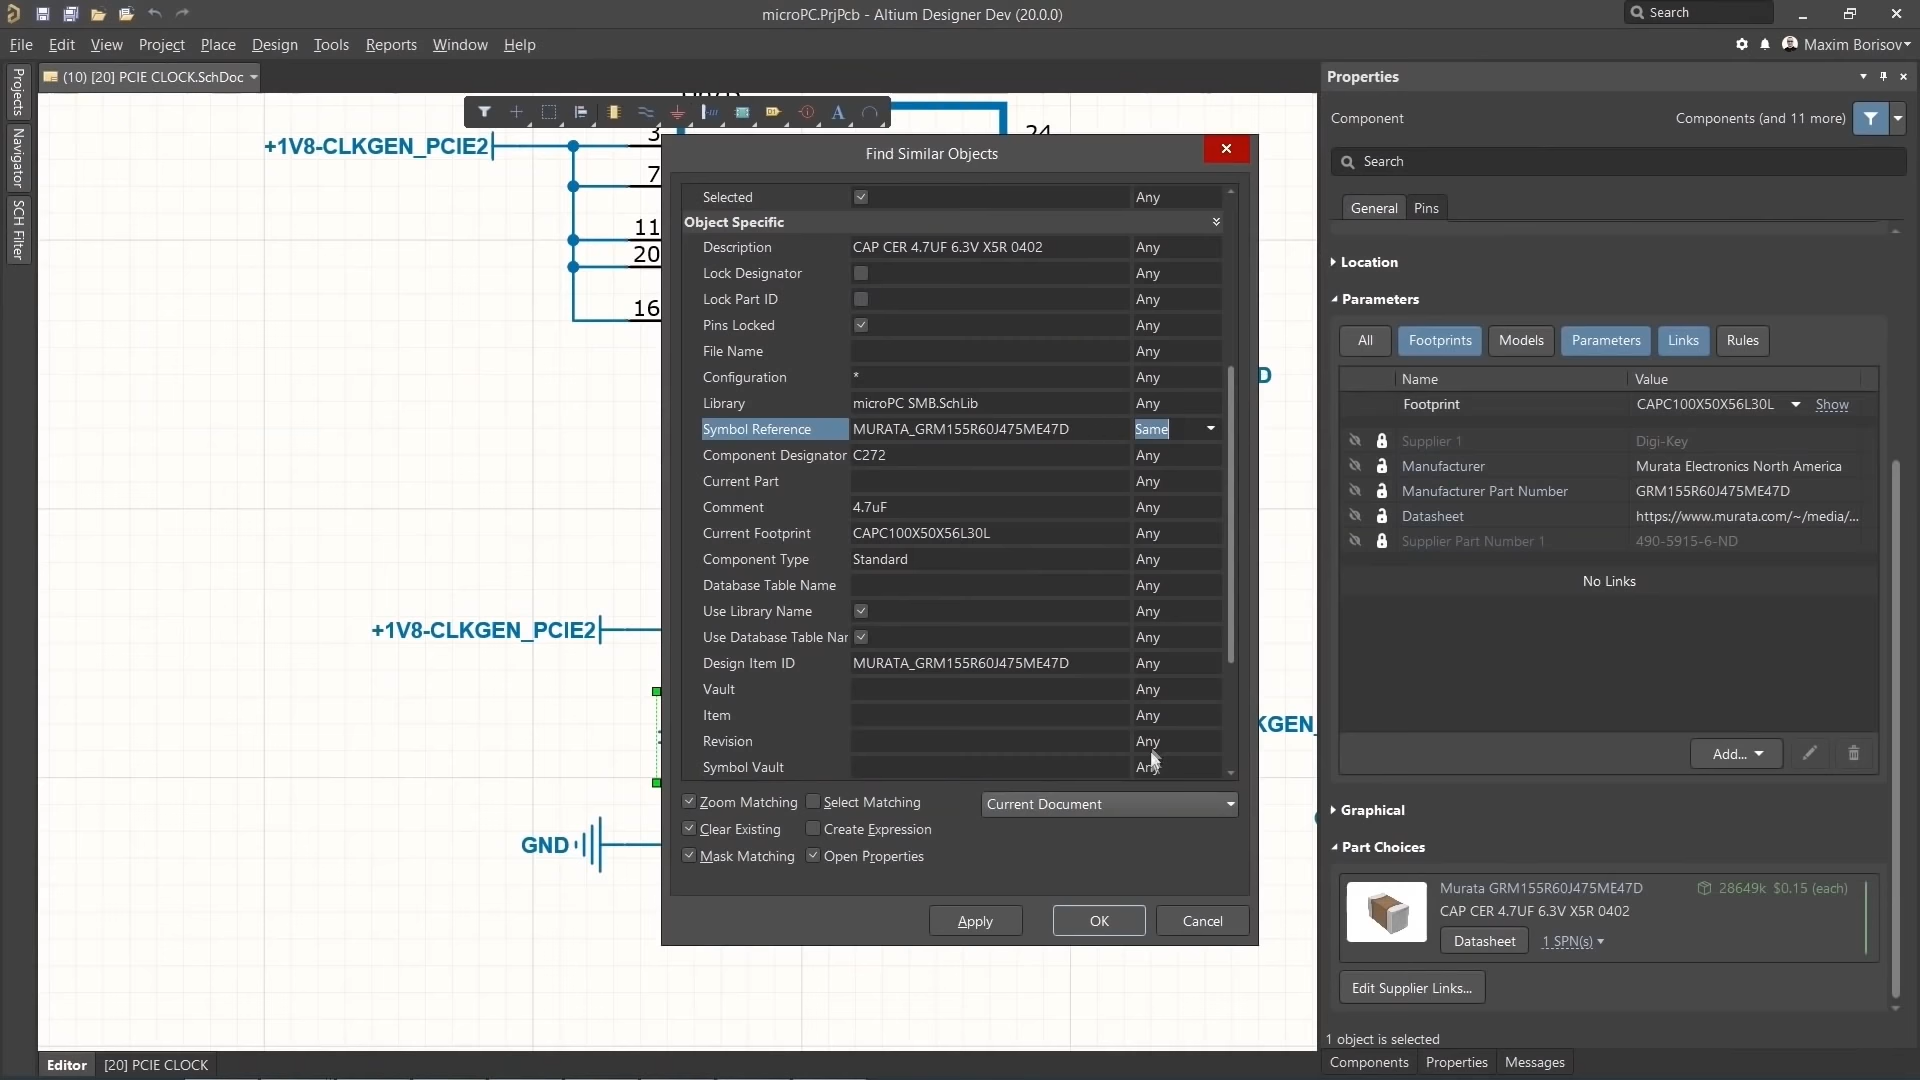 microPC.PrjPcb - Altium Designer Dev (20.0.0)
Search
File Edit View Project Place Design Tools Reports Window Help
Maxim Borisov
Projects
Navigator
SCH Filter
(10) [20] PCIE CLOCK.SchDoc
+1V8-CLKGEN_PCIE2
3
7
11
20
16
24
+1V8-CLKGEN_PCIE2
GND
D
KGEN_
Find Similar Objects
Selected Any
Object Specific
Description CAP CER 4.7UF 6.3V X5R 0402 Any
Lock Designator Any
Lock Part ID Any
Pins Locked Any
File Name Any
Configuration * Any
Library microPC SMB.SchLib Any
Symbol Reference MURATA_GRM155R60J475ME47D Same
Component Designator C272 Any
Current Part Any
Comment 4.7uF Any
Current Footprint CAPC100X50X56L30L Any
Component Type Standard Any
Database Table Name Any
Use Library Name Any
Use Database Table Nar Any
Design Item ID MURATA_GRM155R60J475ME47D Any
Vault Any
Item Any
Revision Any
Symbol Vault Any
Zoom Matching Select Matching Current Document
Clear Existing Create Expression
Mask Matching Open Properties
Apply OK Cancel
Properties
Component Components (and 11 more)
Search
General Pins
Location
Parameters
All Footprints Models Parameters Links Rules
Name Value
Footprint CAPC100X50X56L30L Show
Supplier 1 Digi-Key
Manufacturer Murata Electronics North America
Manufacturer Part Number GRM155R60J475ME47D
Datasheet https://www.murata.com/~/media/...
Supplier Part Number 1 490-5915-6-ND
No Links
Add...
Graphical
Part Choices
Murata GRM155R60J475ME47D 28649k $0.15 (each)
CAP CER 4.7UF 6.3V X5R 0402
Datasheet 1 SPN(s)
Edit Supplier Links...
1 object is selected
Components Properties Messages
Editor [20] PCIE CLOCK